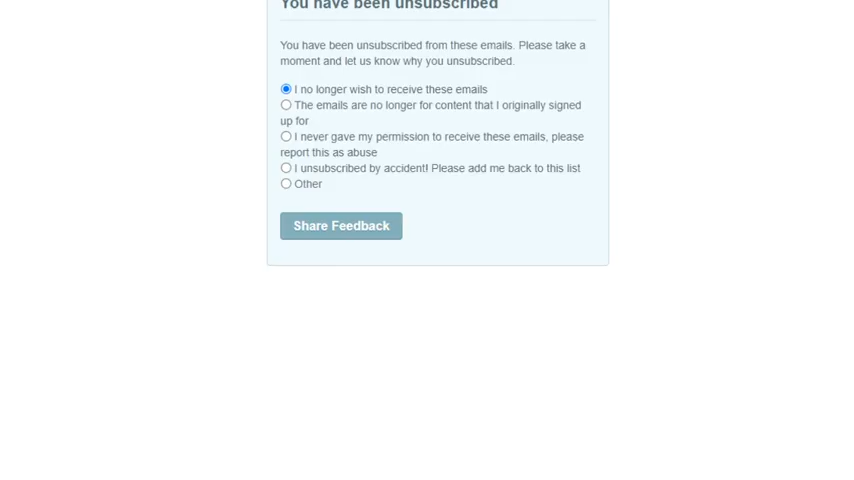 You have been unsubscribed
You have been unsubscribed from these emails. Please take a
moment and let us know why you unsubscribed.
I no longer wish to receive these emails
The emails are no longer for content that I originally signed
up for
I never gave my permission to receive these emails, please
report this as abuse
I unsubscribed by accident! Please add me back to this list
Other
Share Feedback